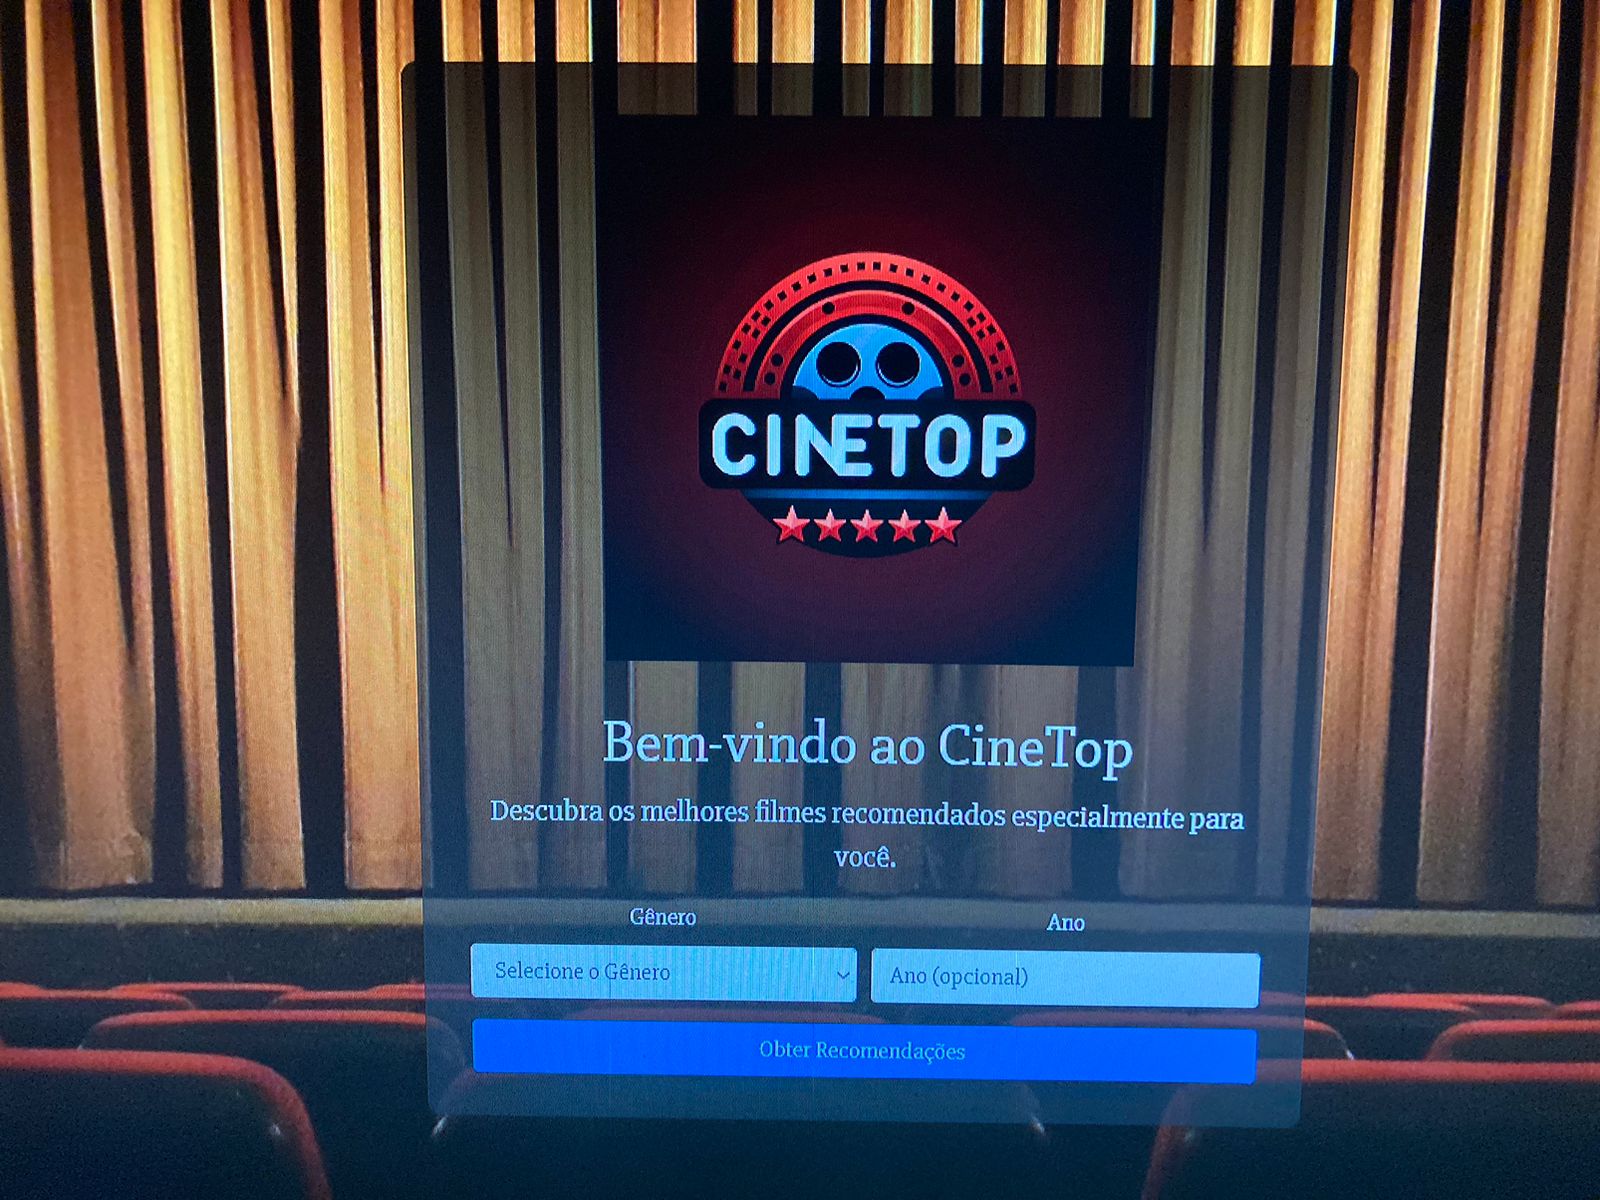 CINETOP
Bem-vindo ao CineTop
Descubra os melhores filmes recomendados especialmente para
você.
Gênero
Ano
Selecione o Gênero
Ano (opcional)
Obter Recomendações